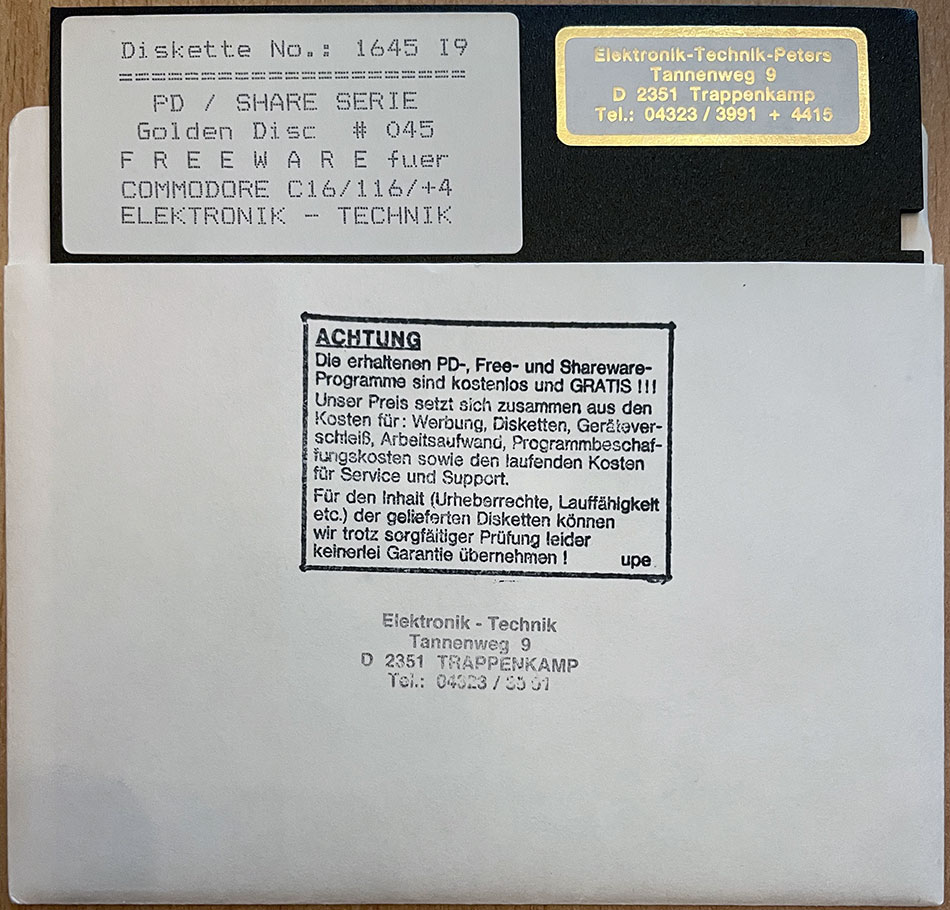 Diskette No.: 1645 I9
=====================
PD / SHARE SERIE
Golden Disc # 045
F R E E W A R E fuer
COMMODORE C16/116/+4
ELEKTRONIK - TECHNIK
Elektronik-Technik-Peters
Tannenweg 9
D 2351 Trappenkamp
Tel.: 04323 / 3991 + 4415
ACHTUNG
Die erhaltenen PD-, Free- und Shareware-
Programme sind kostenlos und GRATIS !!!
Unser Preis setzt sich zusammen aus den
Kosten für: Werbung, Disketten, Gerätever-
schleiß, Arbeitsaufwand, Programmbeschaf-
fungskosten sowie den laufenden Kosten
für Service und Support.
Für den Inhalt (Urheberrechte, Lauffähigkeit
etc.) der gelieferten Disketten können
wir trotz sorgfältiger Prüfung leider
keinerlei Garantie übernehmen ! upe
Elektronik - Technik
Tannenweg 9
D 2351 TRAPPENKAMP
Tel.: 04323 /